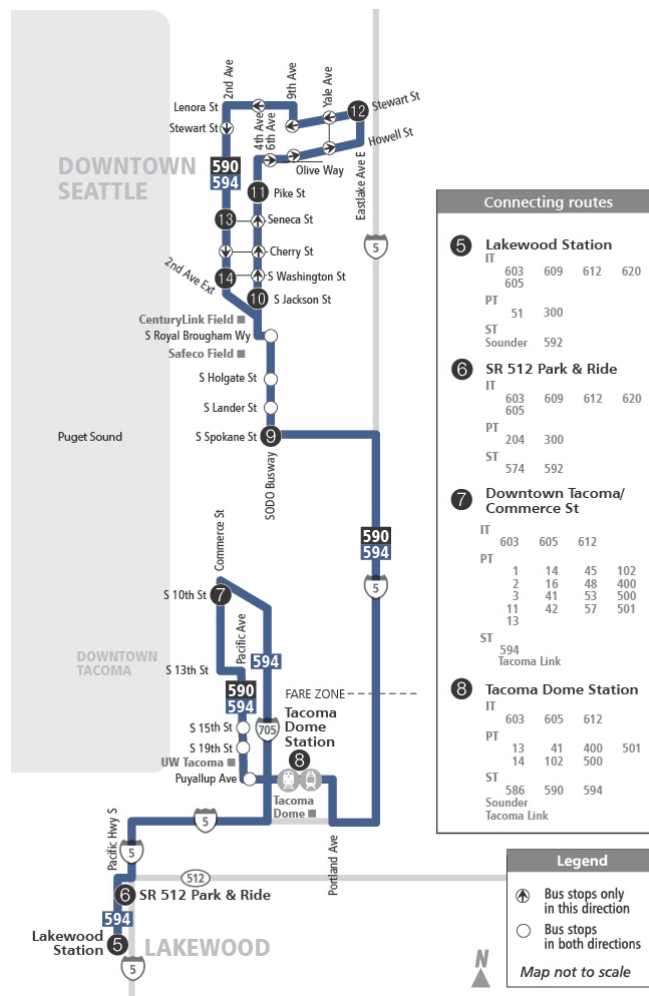 2nd Ave
9th Ave
Yale Ave
Lenora St
12
Stewart St
Stewart St
4th Ave
6th Ave
Howell St
DOWNTOWN
SEATTLE
590
594
Olive Way
Eastlake Ave E
11
Pike St
13
Seneca St
5
Cherry St
2nd Ave Ext
14
S Washington St
10
S Jackson St
CenturyLink Field
S Royal Brougham Wy
Safeco Field
S Holgate St
S Lander St
Puget Sound
S Spokane St
9
SODO Busway
590
594
5
Commerce St
S 10th St
7
Pacific Ave
DOWNTOWN
TACOMA
S 13th St
594
590
594
FARE ZONE
S 15th St
705
Tacoma
Dome
Station
8
S 19th St
UW Tacoma
Puyallup Ave
Tacoma
Dome
Portland Ave
Pacific Hwy S
5
5
512
6
SR 512 Park & Ride
594
Lakewood
Station
5
LAKEWOOD
5
Connecting routes
5 Lakewood Station
IT
603 609 612 620
605
PT
51 300
ST
Sounder 592
6 SR 512 Park & Ride
IT
603 609 612 620
605
PT
204 300
ST
574 592
7 Downtown Tacoma/
Commerce St
IT
603 605 612
PT
1 14 45 102
2 16 48 400
3 41 53 500
11 42 57 501
13
ST
594
Tacoma Link
8 Tacoma Dome Station
IT
603 605 612
PT
13 41 400 501
14 102 500
ST
586 590 594
Sounder
Tacoma Link
Legend
Bus stops only
in this direction
Bus stops
in both directions
Map not to scale
N